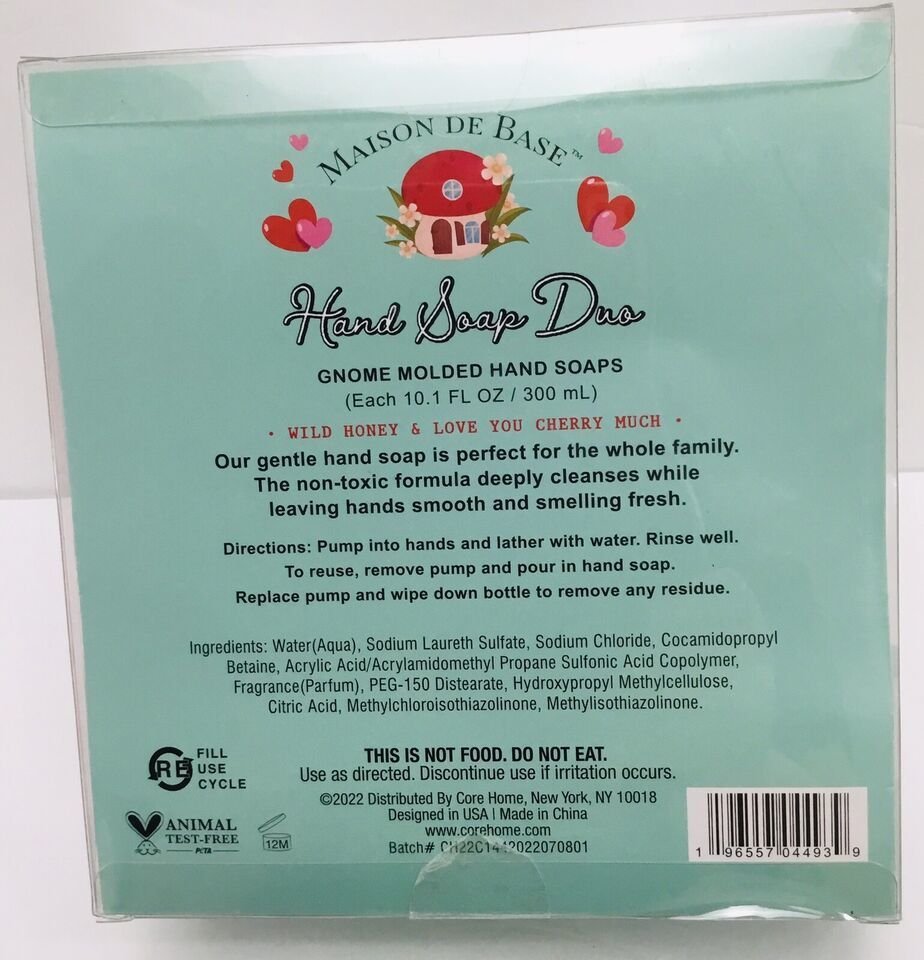 MAISON DE BASE™
Hand Soap Duo
GNOME MOLDED HAND SOAPS
(Each 10.1 FL OZ / 300 mL)
• WILD HONEY & LOVE YOU CHERRY MUCH •
Our gentle hand soap is perfect for the whole family.
The non-toxic formula deeply cleanses while
leaving hands smooth and smelling fresh.
Directions: Pump into hands and lather with water. Rinse well.
To reuse, remove pump and pour in hand soap.
Replace pump and wipe down bottle to remove any residue.
Ingredients: Water(Aqua), Sodium Laureth Sulfate, Sodium Chloride, Cocamidopropyl
Betaine, Acrylic Acid/Acrylamidomethyl Propane Sulfonic Acid Copolymer,
Fragrance(Parfum), PEG-150 Distearate, Hydroxypropyl Methylcellulose,
Citric Acid, Methylchloroisothiazolinone, Methylisothiazolinone.
RE
FILL
USE
CYCLE
THIS IS NOT FOOD. DO NOT EAT.
Use as directed. Discontinue use if irritation occurs.
©2022 Distributed By Core Home, New York, NY 10018
Designed in USA | Made in China
www.corehome.com
Batch#
ANIMAL
TEST-FREE
PETA
12M
1 96557 04493 9